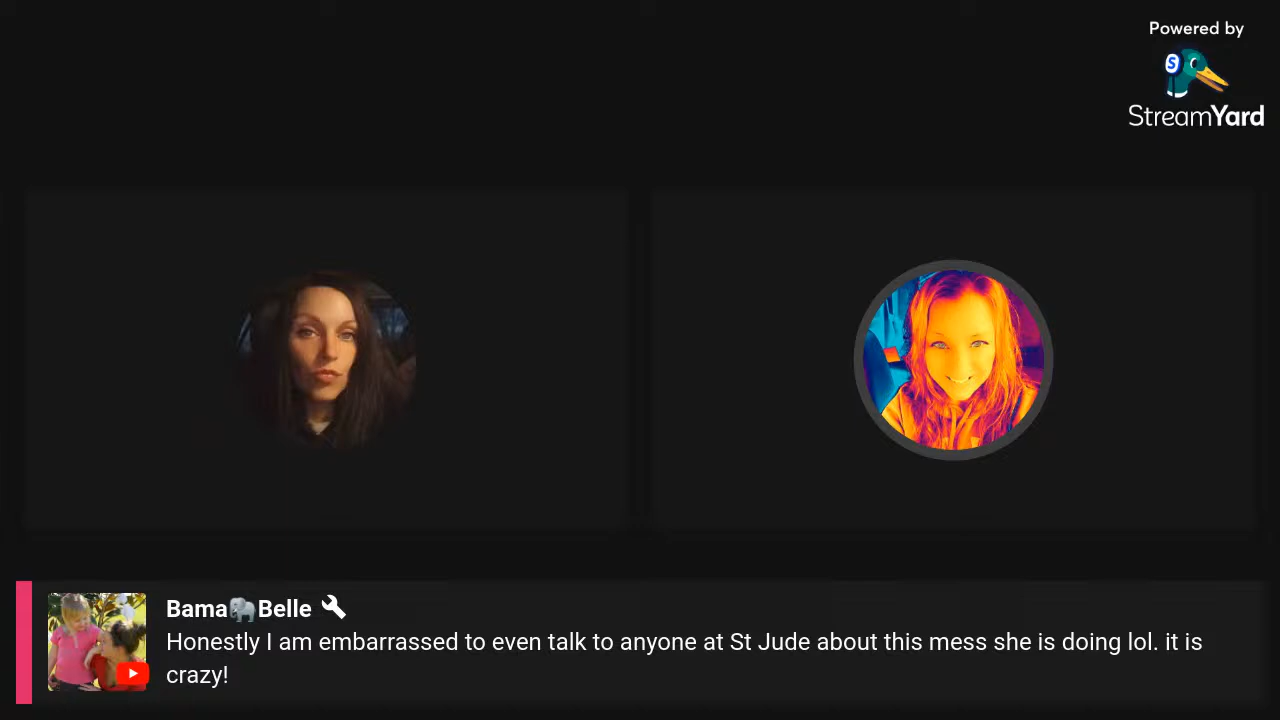 Powered by
StreamYard
Bama🐘Belle 🔧
Honestly I am embarrassed to even talk to anyone at St Jude about this mess she is doing lol. it is
crazy!